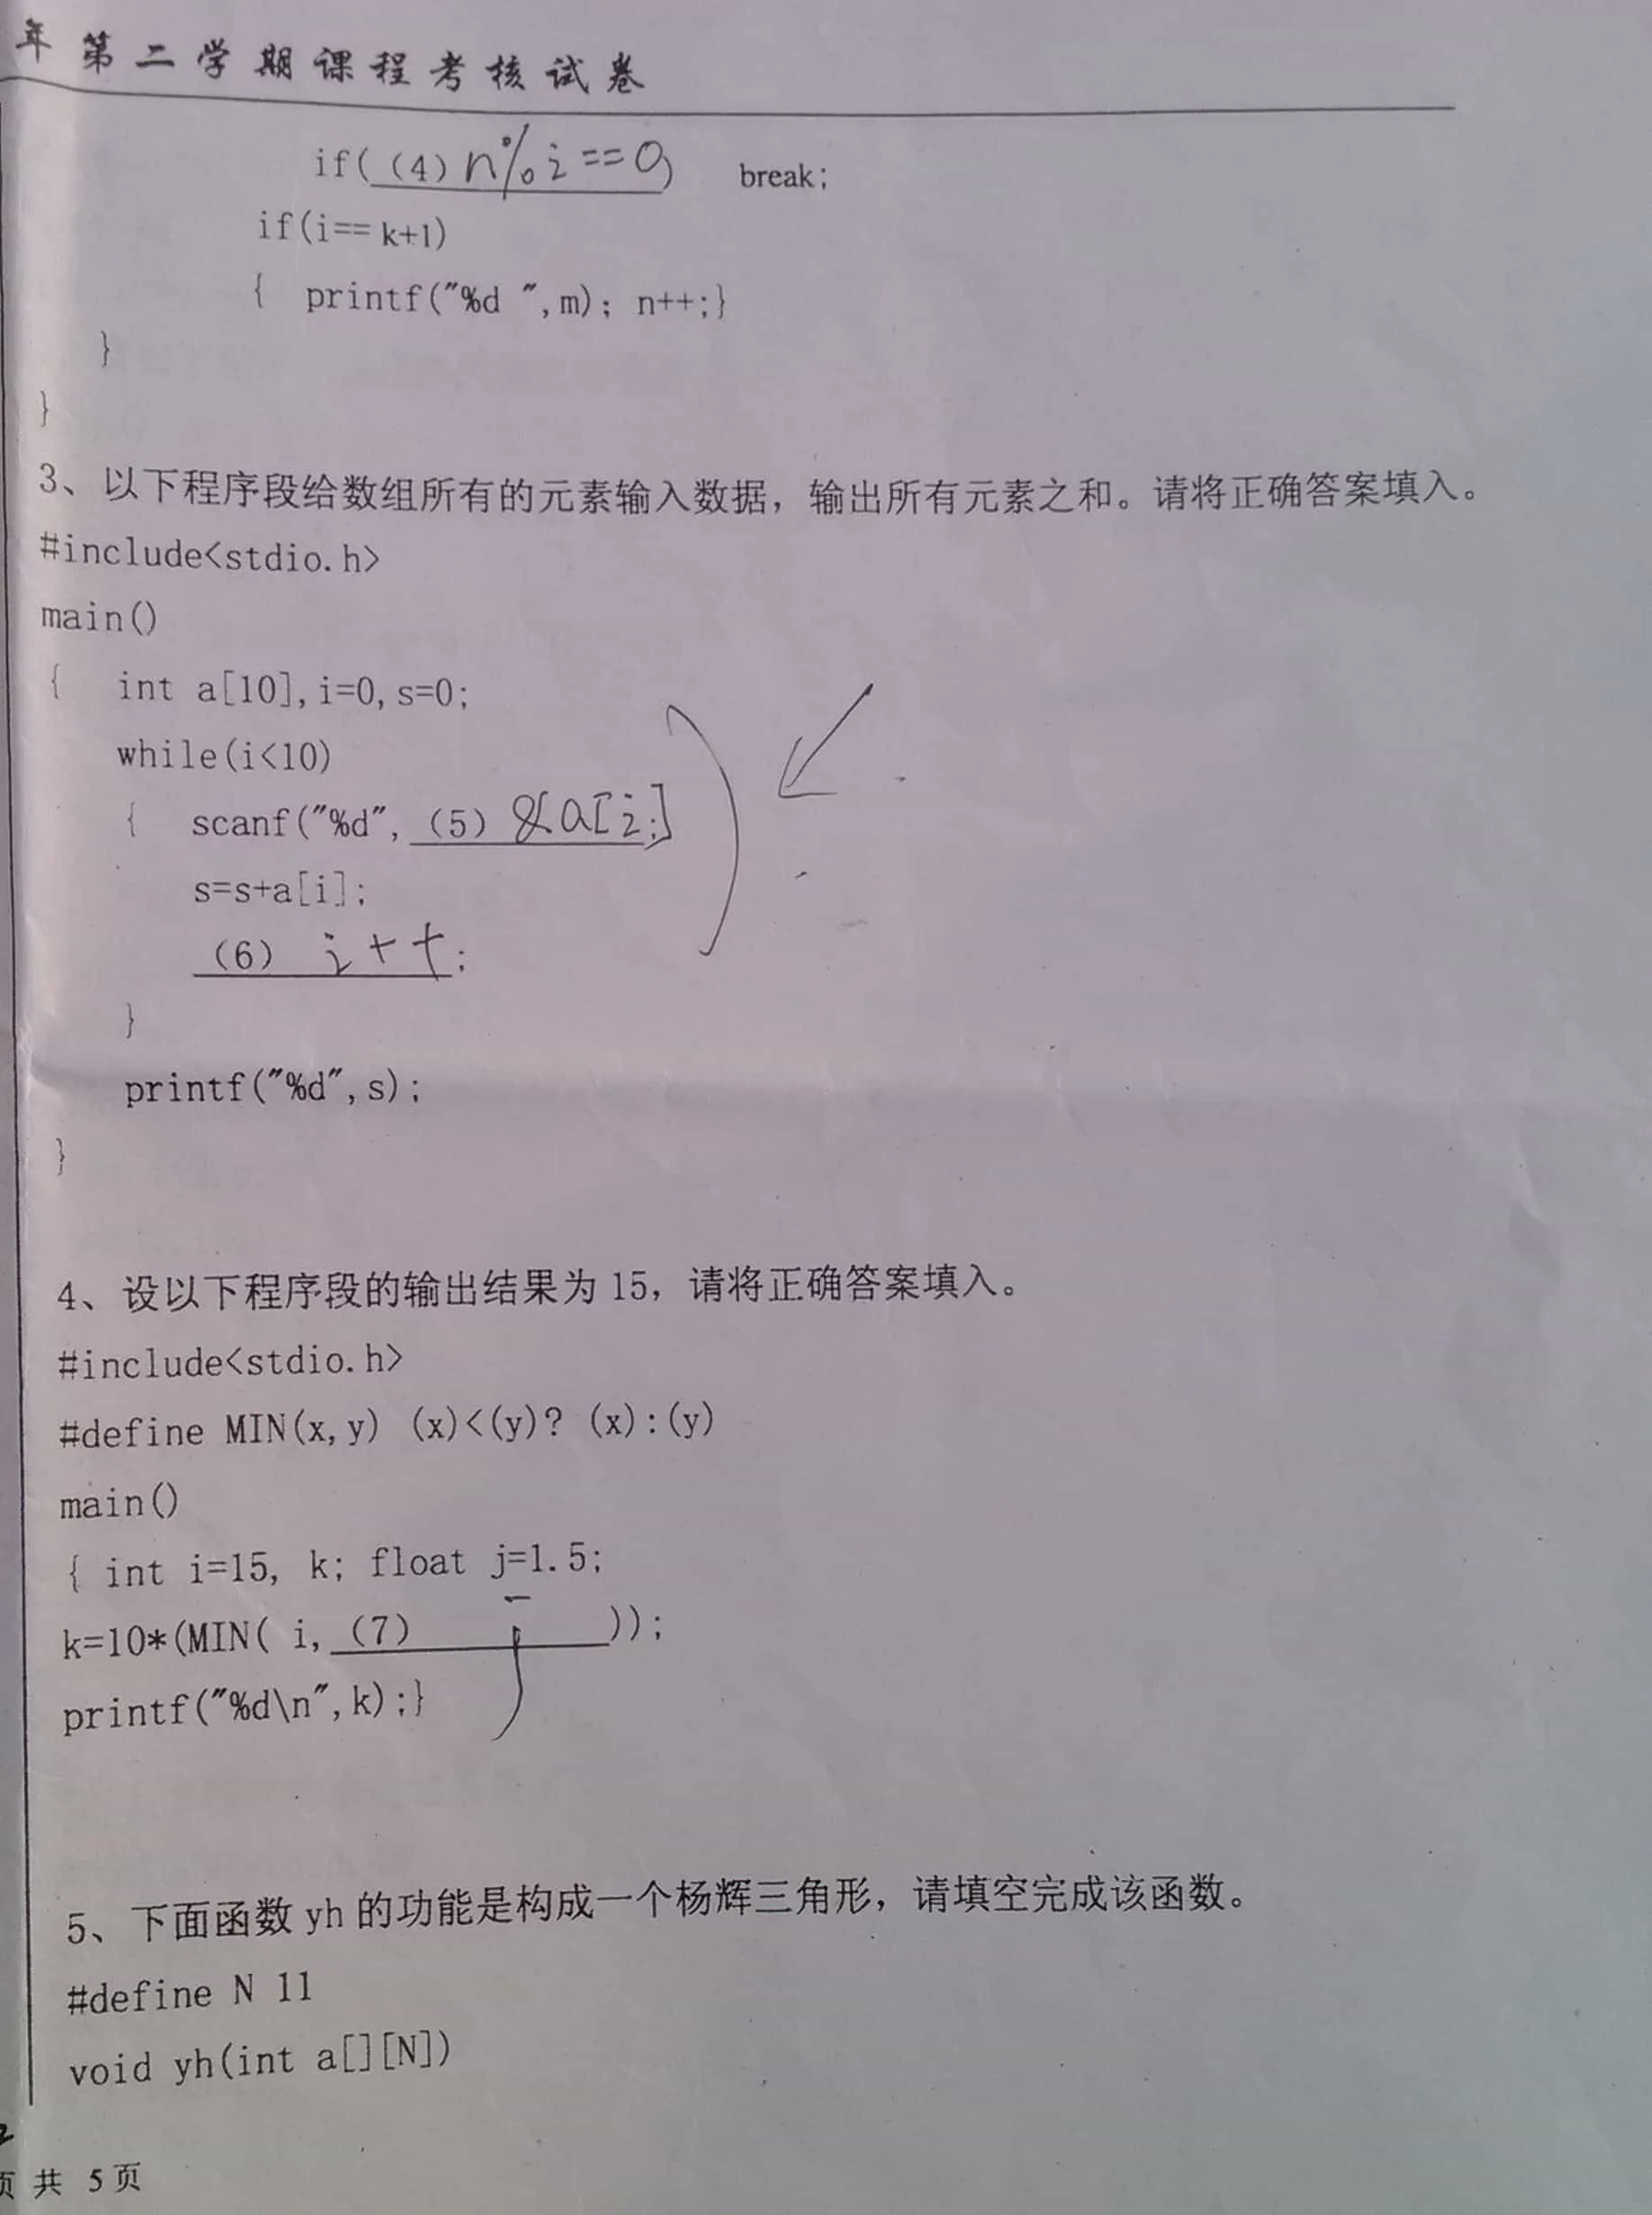 年 第 二 学 期 课 程 考 核 试 卷
if( (4) n%i==0) break;
if(i== k+1)
{ printf("%d ",m); n++;}
}
}
3、以下程序段给数组所有的元素输入数据，输出所有元素之和。请将正确答案填入。
#include<stdio.h>
main()
{ int a[10],i=0,s=0;
while(i<10)
{ scanf("%d", (5) &a[i];
s=s+a[i];
(6) i++;
}
printf("%d",s);
}
4、设以下程序段的输出结果为 15，请将正确答案填入。
#include<stdio.h>
#define MIN(x,y) (x)<(y)? (x):(y)
main()
{ int i=15, k; float j=1.5;
k=10*(MIN( i, (7) j ));
printf("%d\n",k);}
5、下面函数 yh 的功能是构成一个杨辉三角形，请填空完成该函数。
#define N 11
void yh(int a[][N])
页 共 5 页